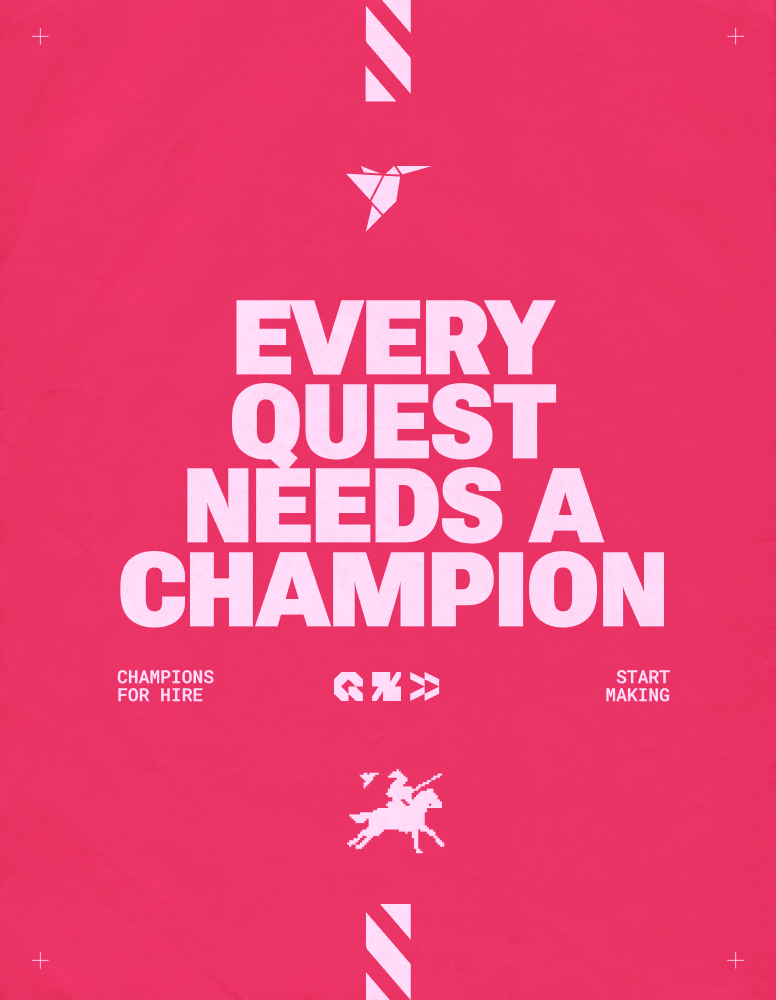 EVERY
QUEST
NEEDS A
CHAMPION
CHAMPIONS
FOR HIRE
START
MAKING